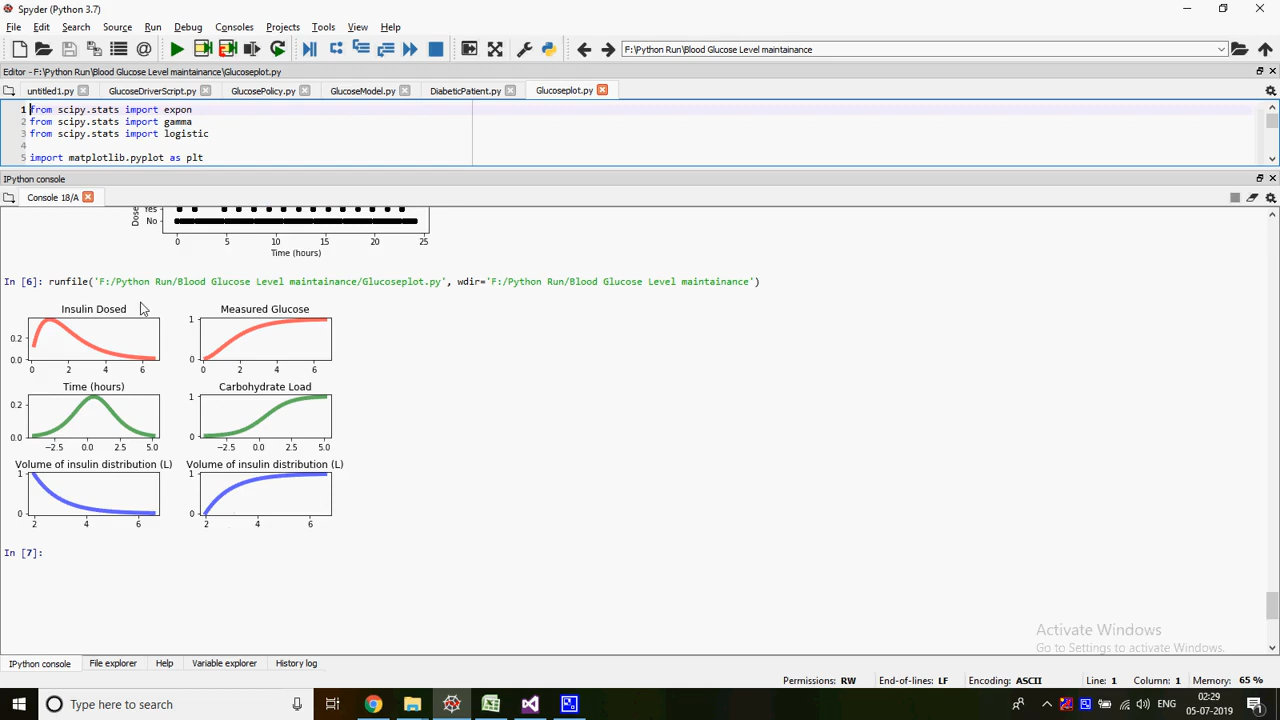 Spyder (Python 3.7)
File Edit Search Run Debug Consoles Projects Tools View Help
F:\Python Run\Blood Glucose Level maintainance
Editor - F:\Python Run\Blood Glucose Level maintainance\Glucoseplot.py
untitled1.py GlucoseDriverScript.py GlucosePolicy.py GlucoseModel.py DiabeticPatient.py Glucoseplot.py
1 from scipy.stats import expon
2 from scipy.stats import gamma
3 from scipy.stats import logistic
4
5 import matplotlib.pyplot as plt
IPython console
Console 18/A
Yes
No
Dose
0 5 10 15 20 25
Time (hours)
In [6]: runfile('F:/Python Run/Blood Glucose Level maintainance/Glucoseplot.py', wdir='F:/Python Run/Blood Glucose Level maintainance')
Insulin Dosed Measured Glucose
0.2 1
0.0 0
0 2 4 6 0 2 4 6
Time (hours) Carbohydrate Load
0.2 1
0.0 0
−2.5 0.0 2.5 5.0 −2.5 0.0 2.5 5.0
Volume of insulin distribution (L) Volume of insulin distribution (L)
1 1
0 0
2 4 6 2 4 6
In [7]:
Activate Windows
Go to Settings to activate Windows.
IPython console File explorer Help Variable explorer History log
Permissions: RW End-of-lines: LF Encoding: ASCII Line: 1 Column: 1 Memory: 65 %
Type here to search
ENG
02:29
05-07-2019
1